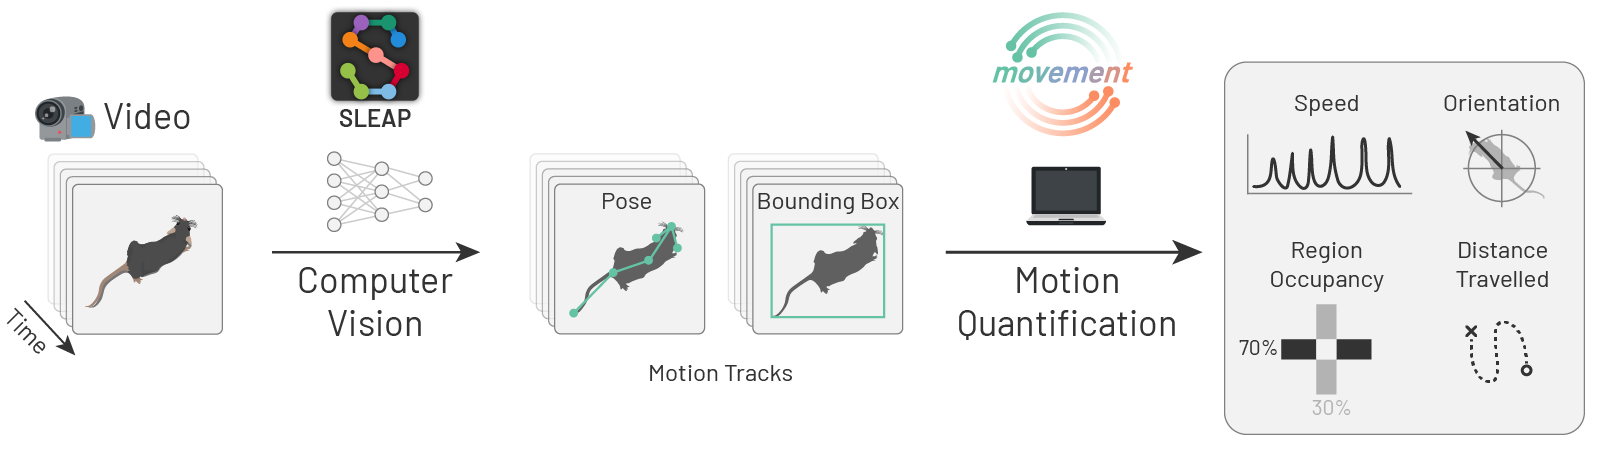 Video
Time
SLEAP
Computer
Vision
Pose
Bounding Box
Motion Tracks
movement
Motion
Quantification
Speed
Orientation
Region
Occupancy
70%
30%
Distance
Travelled